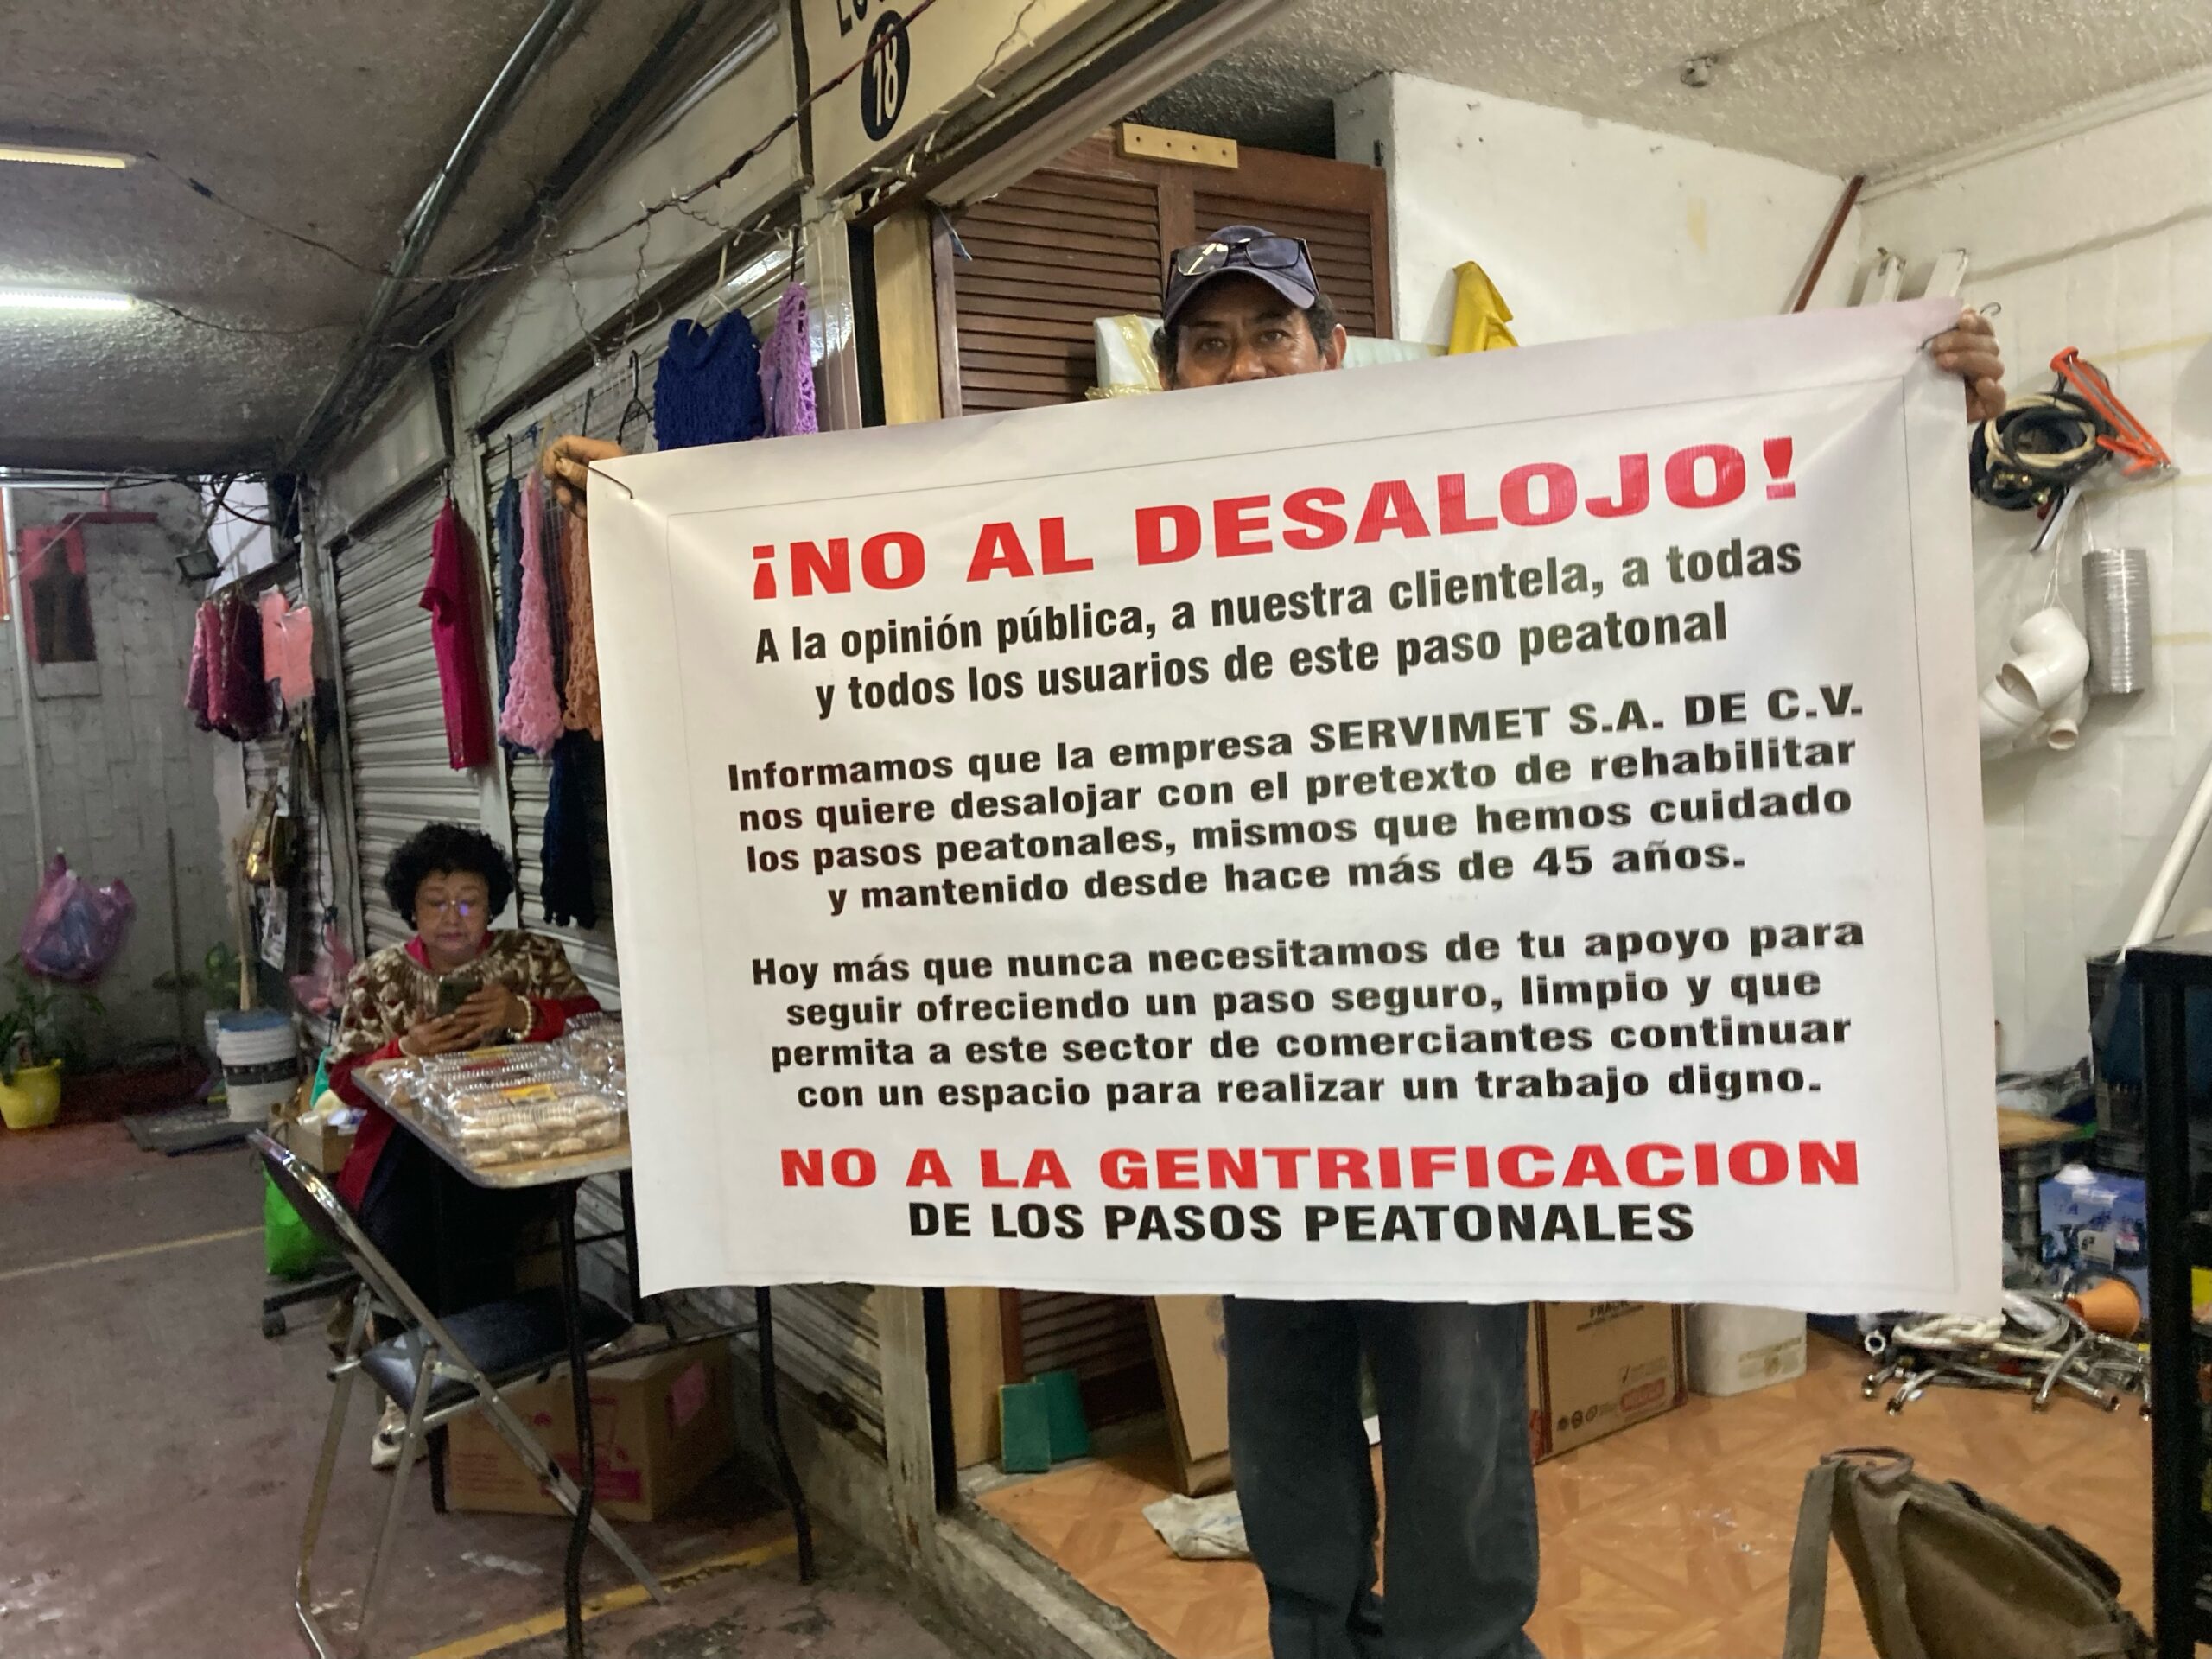 18
¡NO AL DESALOJO!
A la opinión pública, a nuestra clientela, a todas
y todos los usuarios de este paso peatonal
Informamos que la empresa SERVIMET S.A. DE C.V.
nos quiere desalojar con el pretexto de rehabilitar
los pasos peatonales, mismos que hemos cuidado
y mantenido desde hace más de 45 años.
Hoy más que nunca necesitamos de tu apoyo para
seguir ofreciendo un paso seguro, limpio y que
permita a este sector de comerciantes continuar
con un espacio para realizar un trabajo digno.
NO A LA GENTRIFICACION
DE LOS PASOS PEATONALES